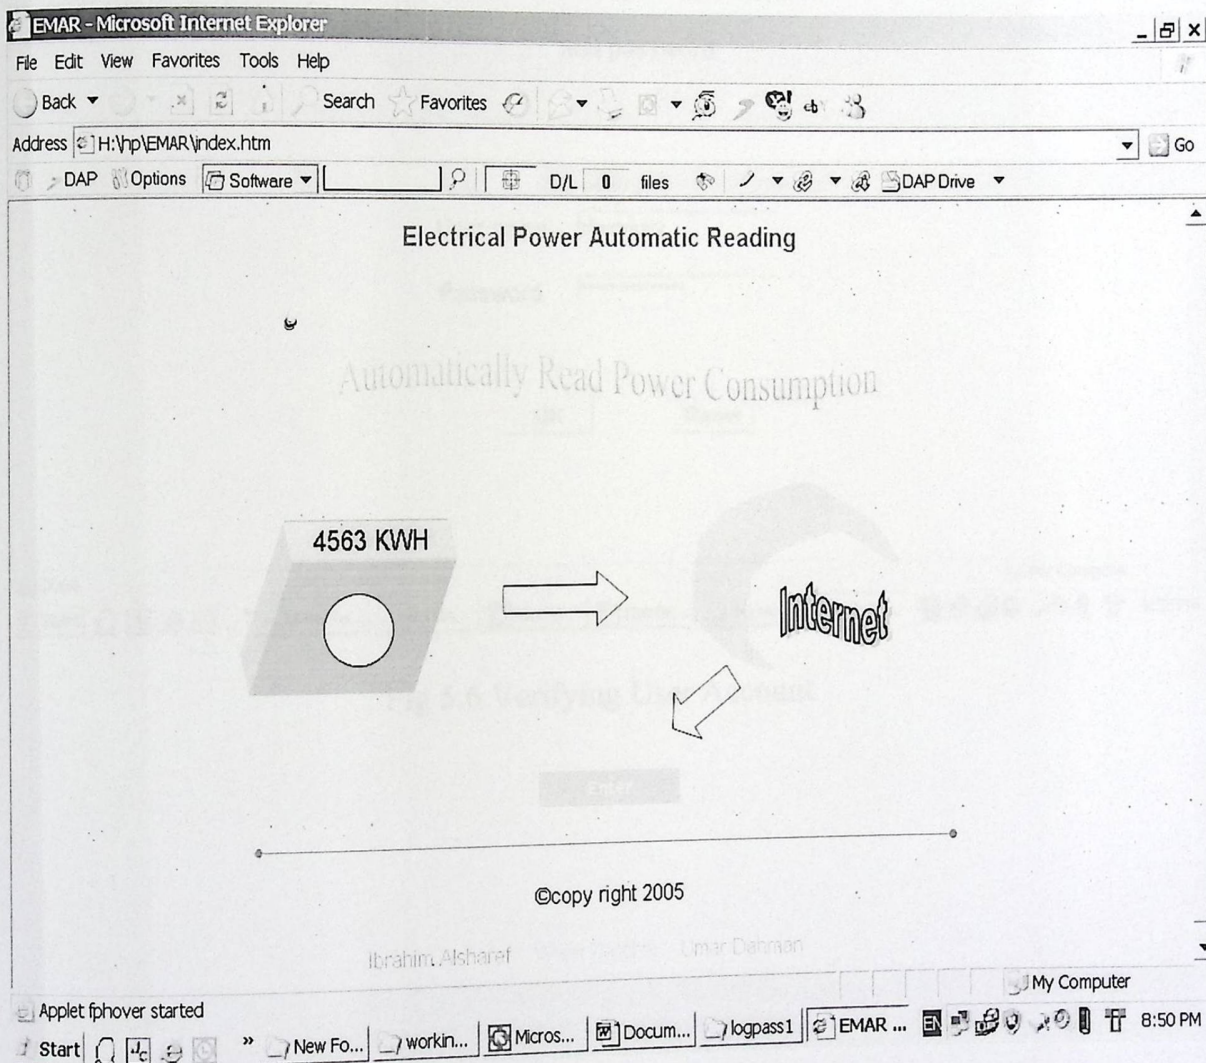 EMAR - Microsoft Internet Explorer
File Edit View Favorites Tools Help
Back Search Favorites
Address H:\hp\EMAR\index.htm Go
DAP Options Software D/L 0 files DAP Drive
Electrical Power Automatic Reading
Password
Automatically Read Power Consumption
4563 KWH
Internet
Fig 5.6 Verifying User Account
Enter
©copy right 2005
Ibrahim Alsharef Umar Dahman
My Computer
Applet fphover started
Start » New Fo... workin... Micros... Docum... logpass1 EMAR ... EN 8:50 PM